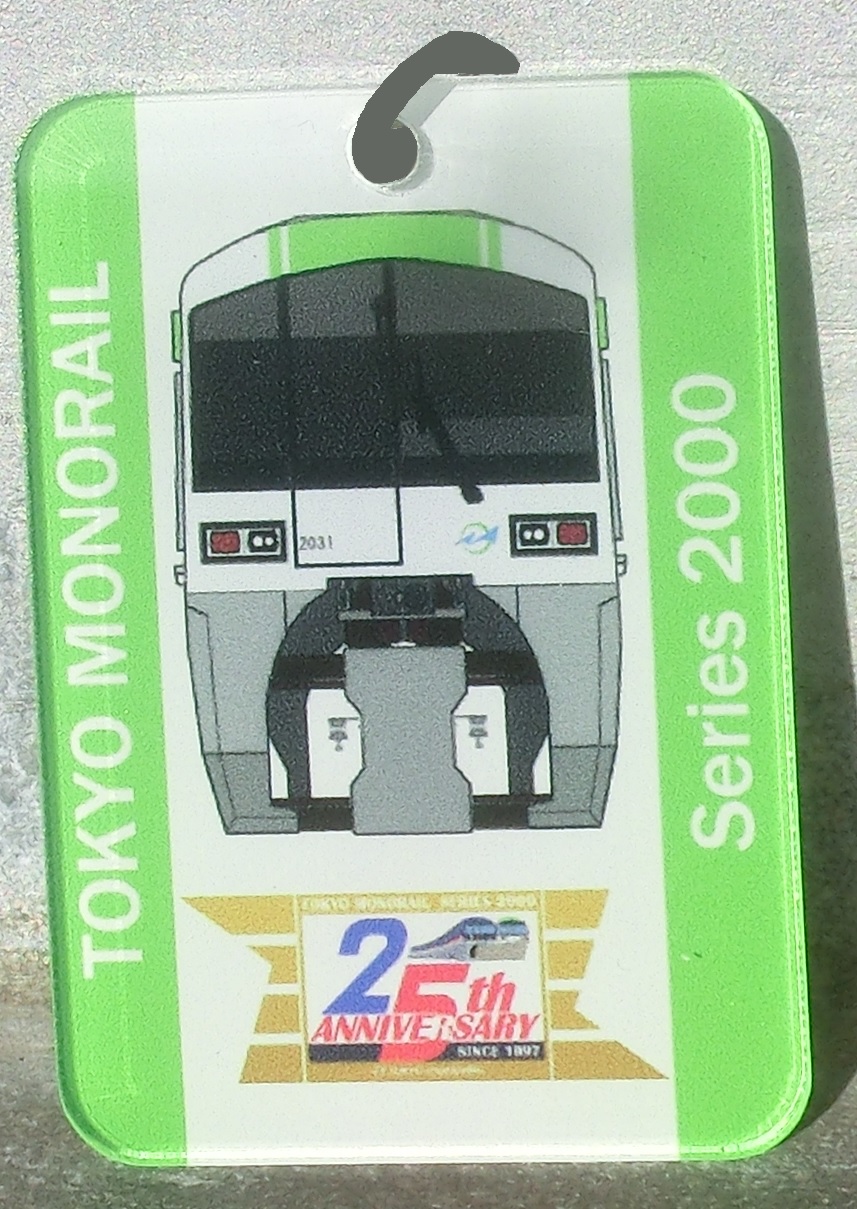 TOKYO MONORAIL
Series 2000
2031
TOKYO MONORAIL SERIES 2000
25th
ANNIVERSARY
SINCE 1997